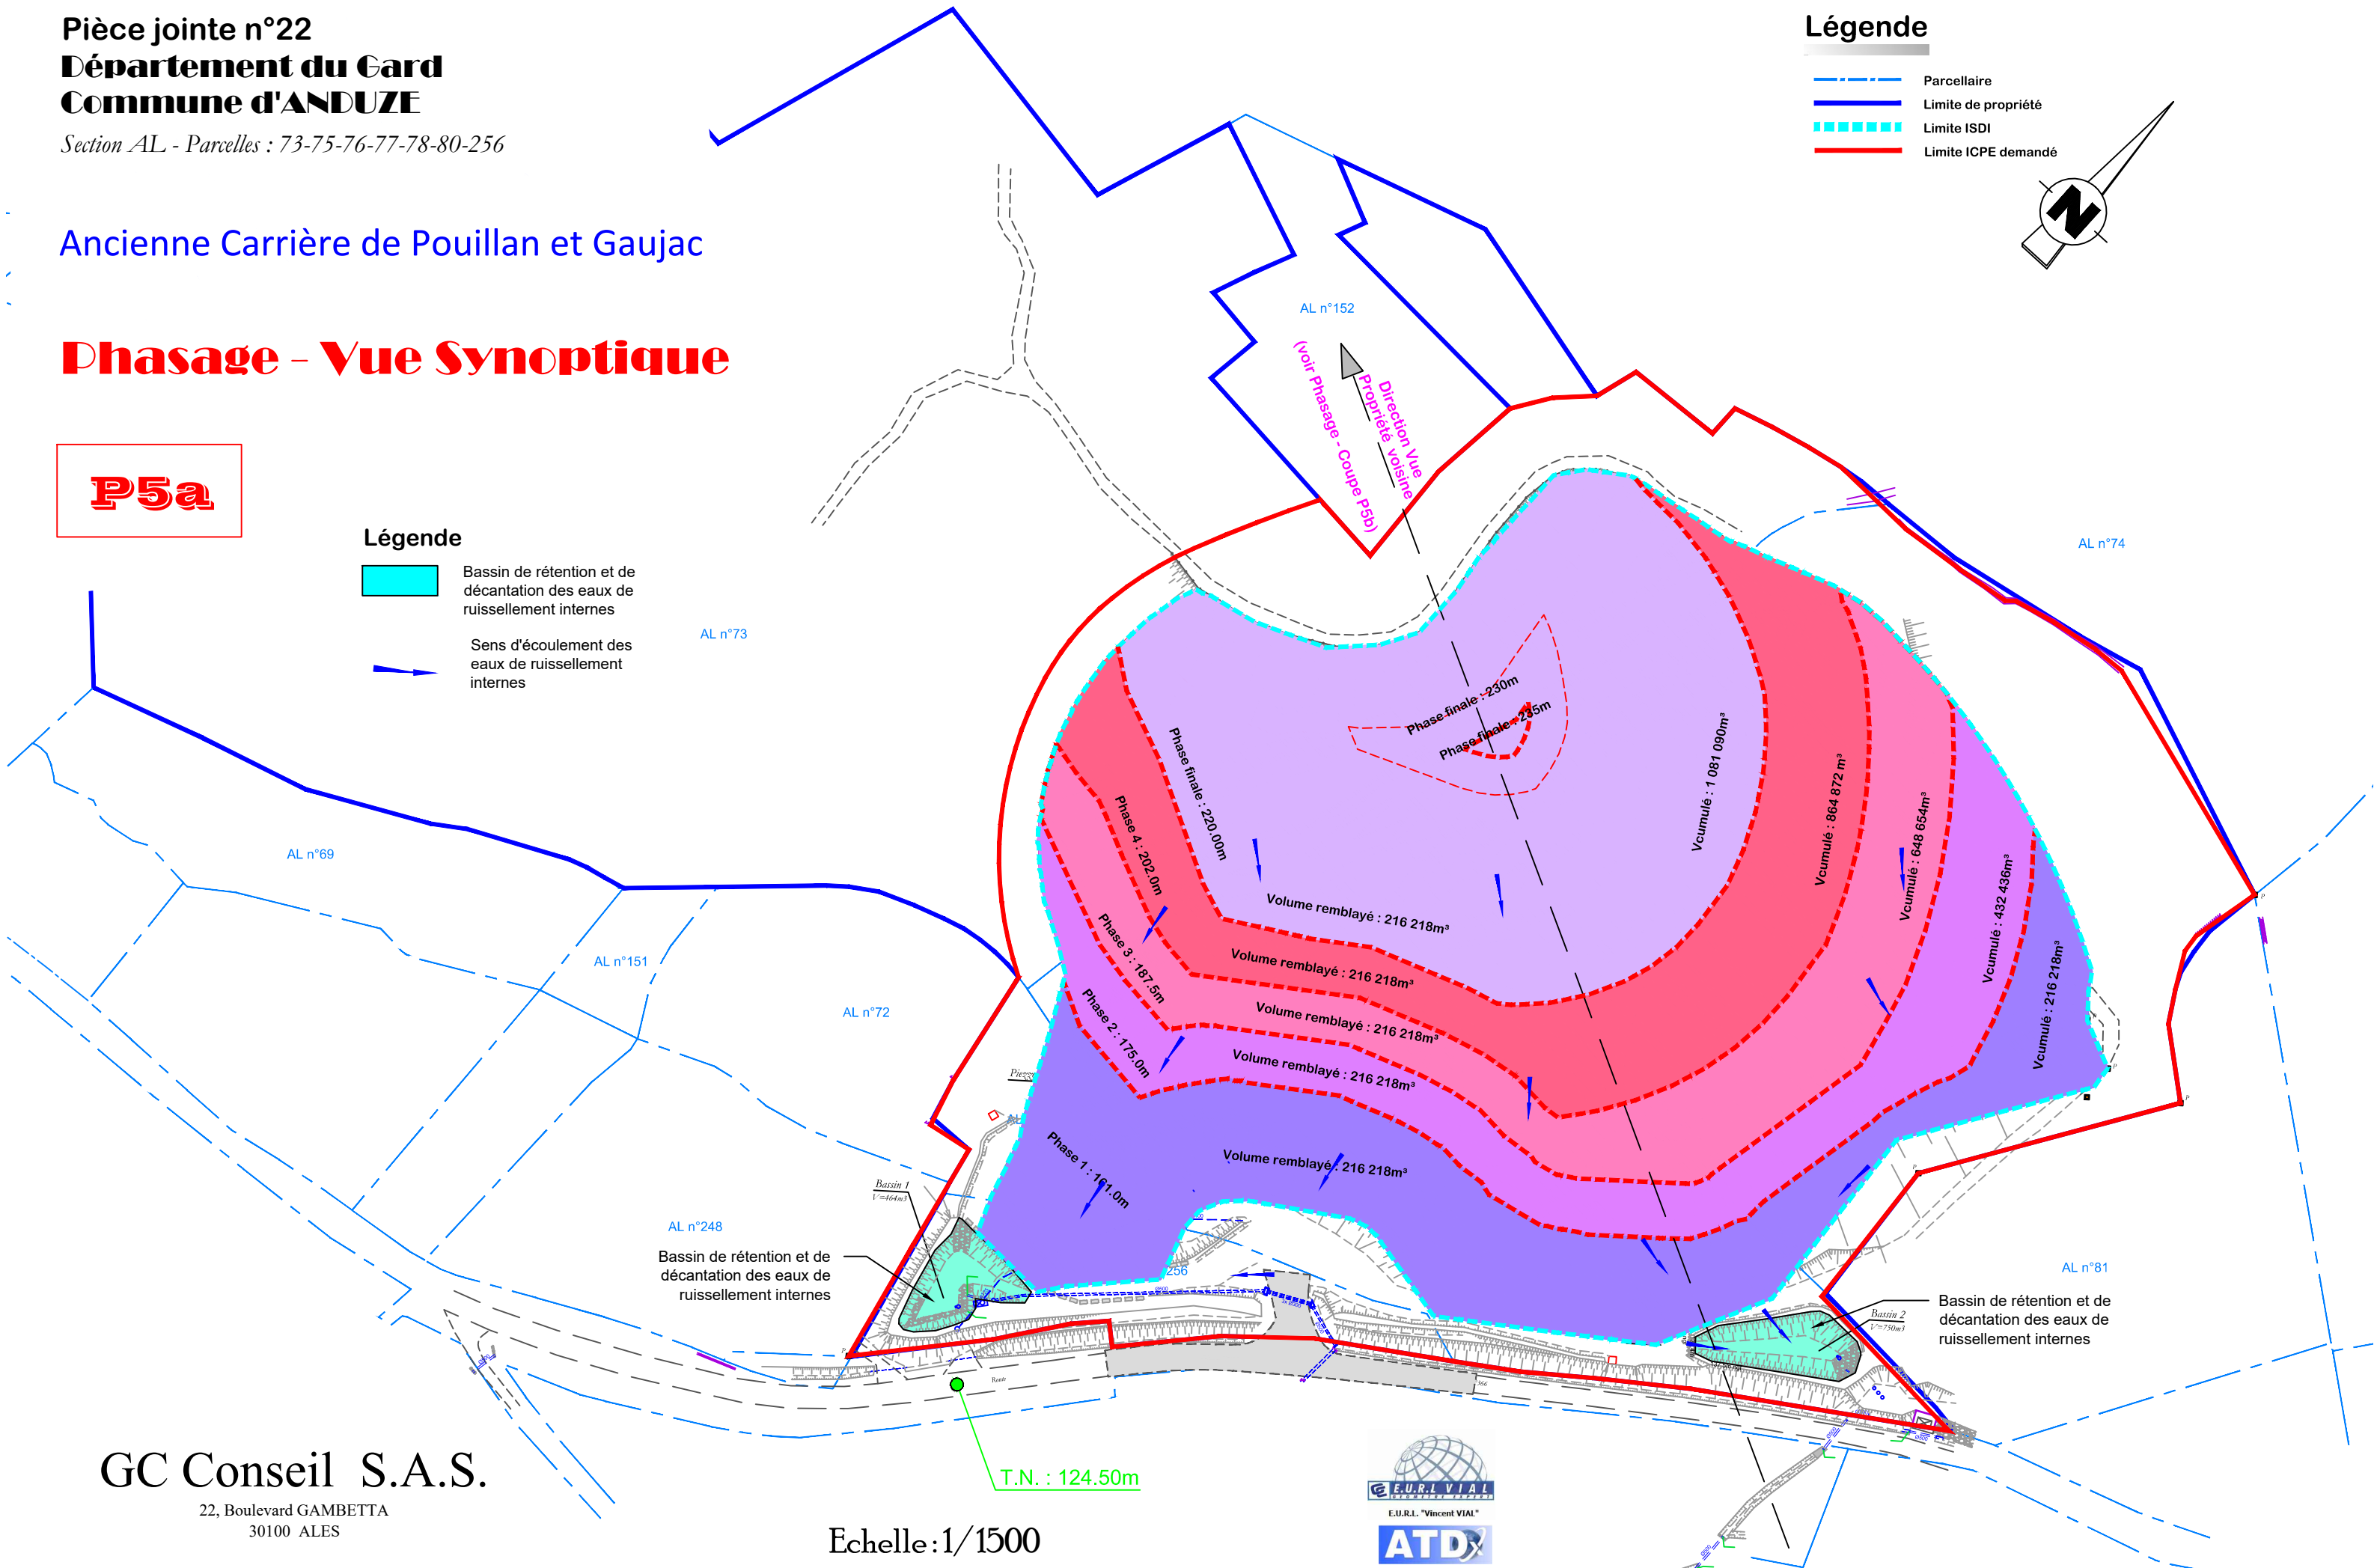 Pièce jointe n°22
Département du Gard
Commune d'ANDUZE
Section AL - Parcelles : 73-75-76-77-78-80-256
Ancienne Carrière de Pouillan et Gaujac
Phasage - Vue Synoptique
P5a
Légende
Bassin de rétention et de
décantation des eaux de
ruissellement internes
Sens d'écoulement des
eaux de ruissellement
internes
Légende
Parcellaire
Limite de propriété
Limite ISDI
Limite ICPE demandé
N
AL n°152
Direction Vue
Propriété voisine
(voir Phasage - Coupe P5b)
AL n°74
AL n°73
AL n°69
AL n°151
AL n°72
AL n°248
AL n°81
Phase finale : 230m
Phase finale : 235m
Phase finale : 220.00m
Phase 4 : 202.0m
Phase 3 : 187.5m
Phase 2 : 175.0m
Phase 1 : 161.0m
Vcumulé : 1 081 090m³
Vcumulé : 864 872 m³
Vcumulé : 648 654m³
Vcumulé : 432 436m³
Vcumulé : 216 218m³
Volume remblayé : 216 218m³
Volume remblayé : 216 218m³
Volume remblayé : 216 218m³
Volume remblayé : 216 218m³
Volume remblayé : 216 218m³
AL
256
Bassin 1
V=464m3
Bassin de rétention et de
décantation des eaux de
ruissellement internes
Bassin 2
V=750m3
Bassin de rétention et de
décantation des eaux de
ruissellement internes
Route
T.N. : 124.50m
GC Conseil S.A.S.
22, Boulevard GAMBETTA
30100 ALES
Echelle : 1/1500
E.U.R.L VIAL
GEOMETRE EXPERT
E.U.R.L. "Vincent VIAL"
ATDx